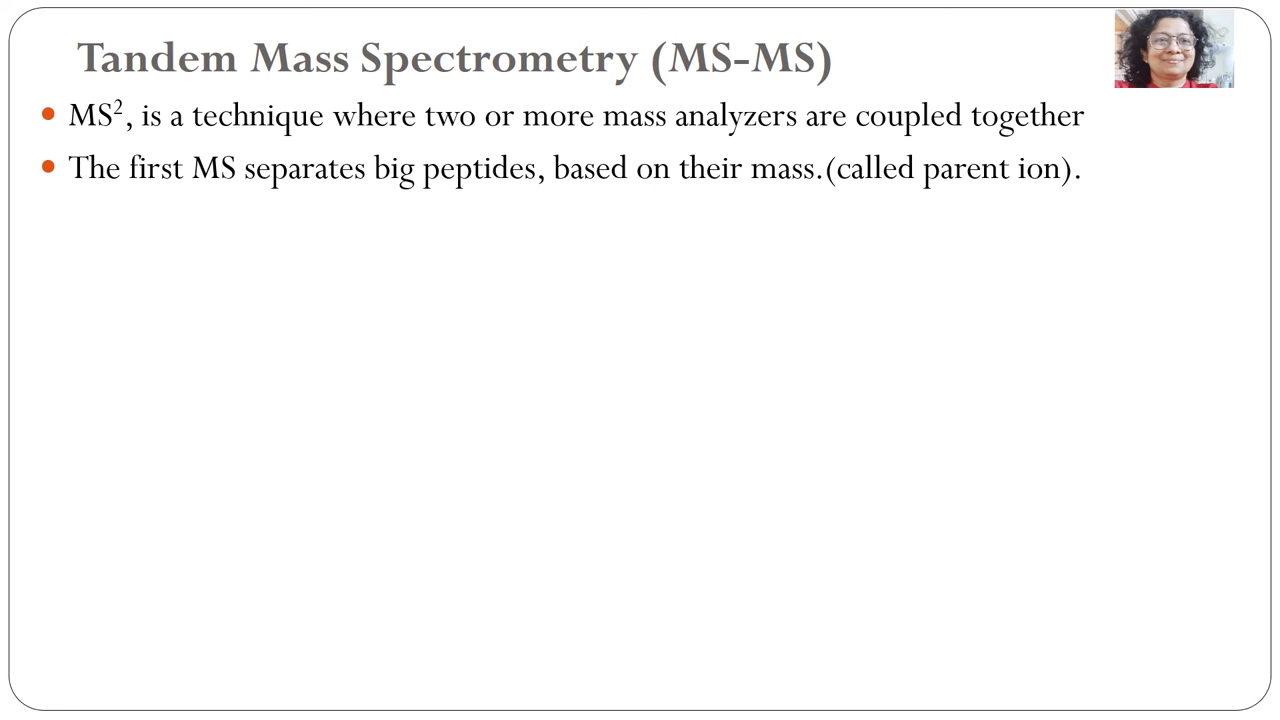 Tandem Mass Spectrometry (MS-MS)
MS², is a technique where two or more mass analyzers are coupled together
The first MS separates big peptides, based on their mass.(called parent ion).